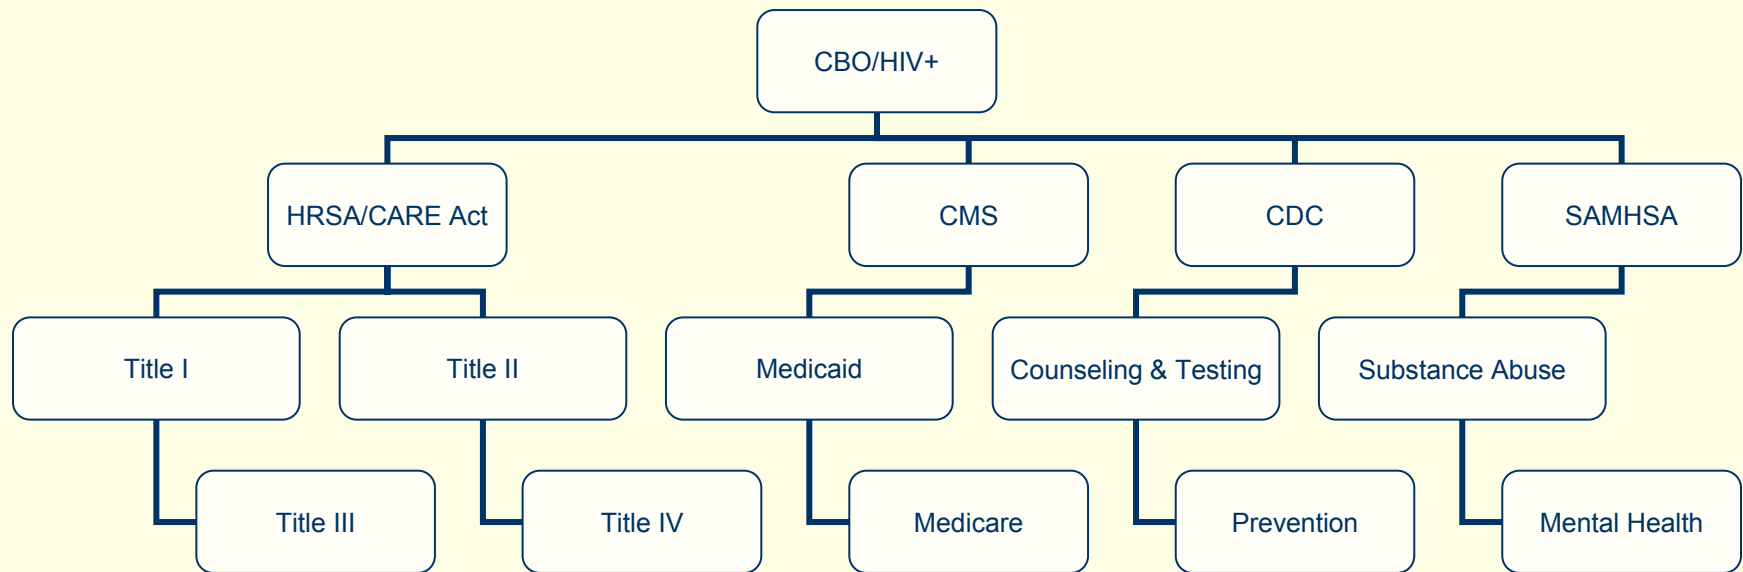 CBO/HIV+
HRSA/CARE Act
CMS
CDC
SAMHSA
Title I
Title II
Medicaid
Counseling & Testing
Substance Abuse
Title III
Title IV
Medicare
Prevention
Mental Health